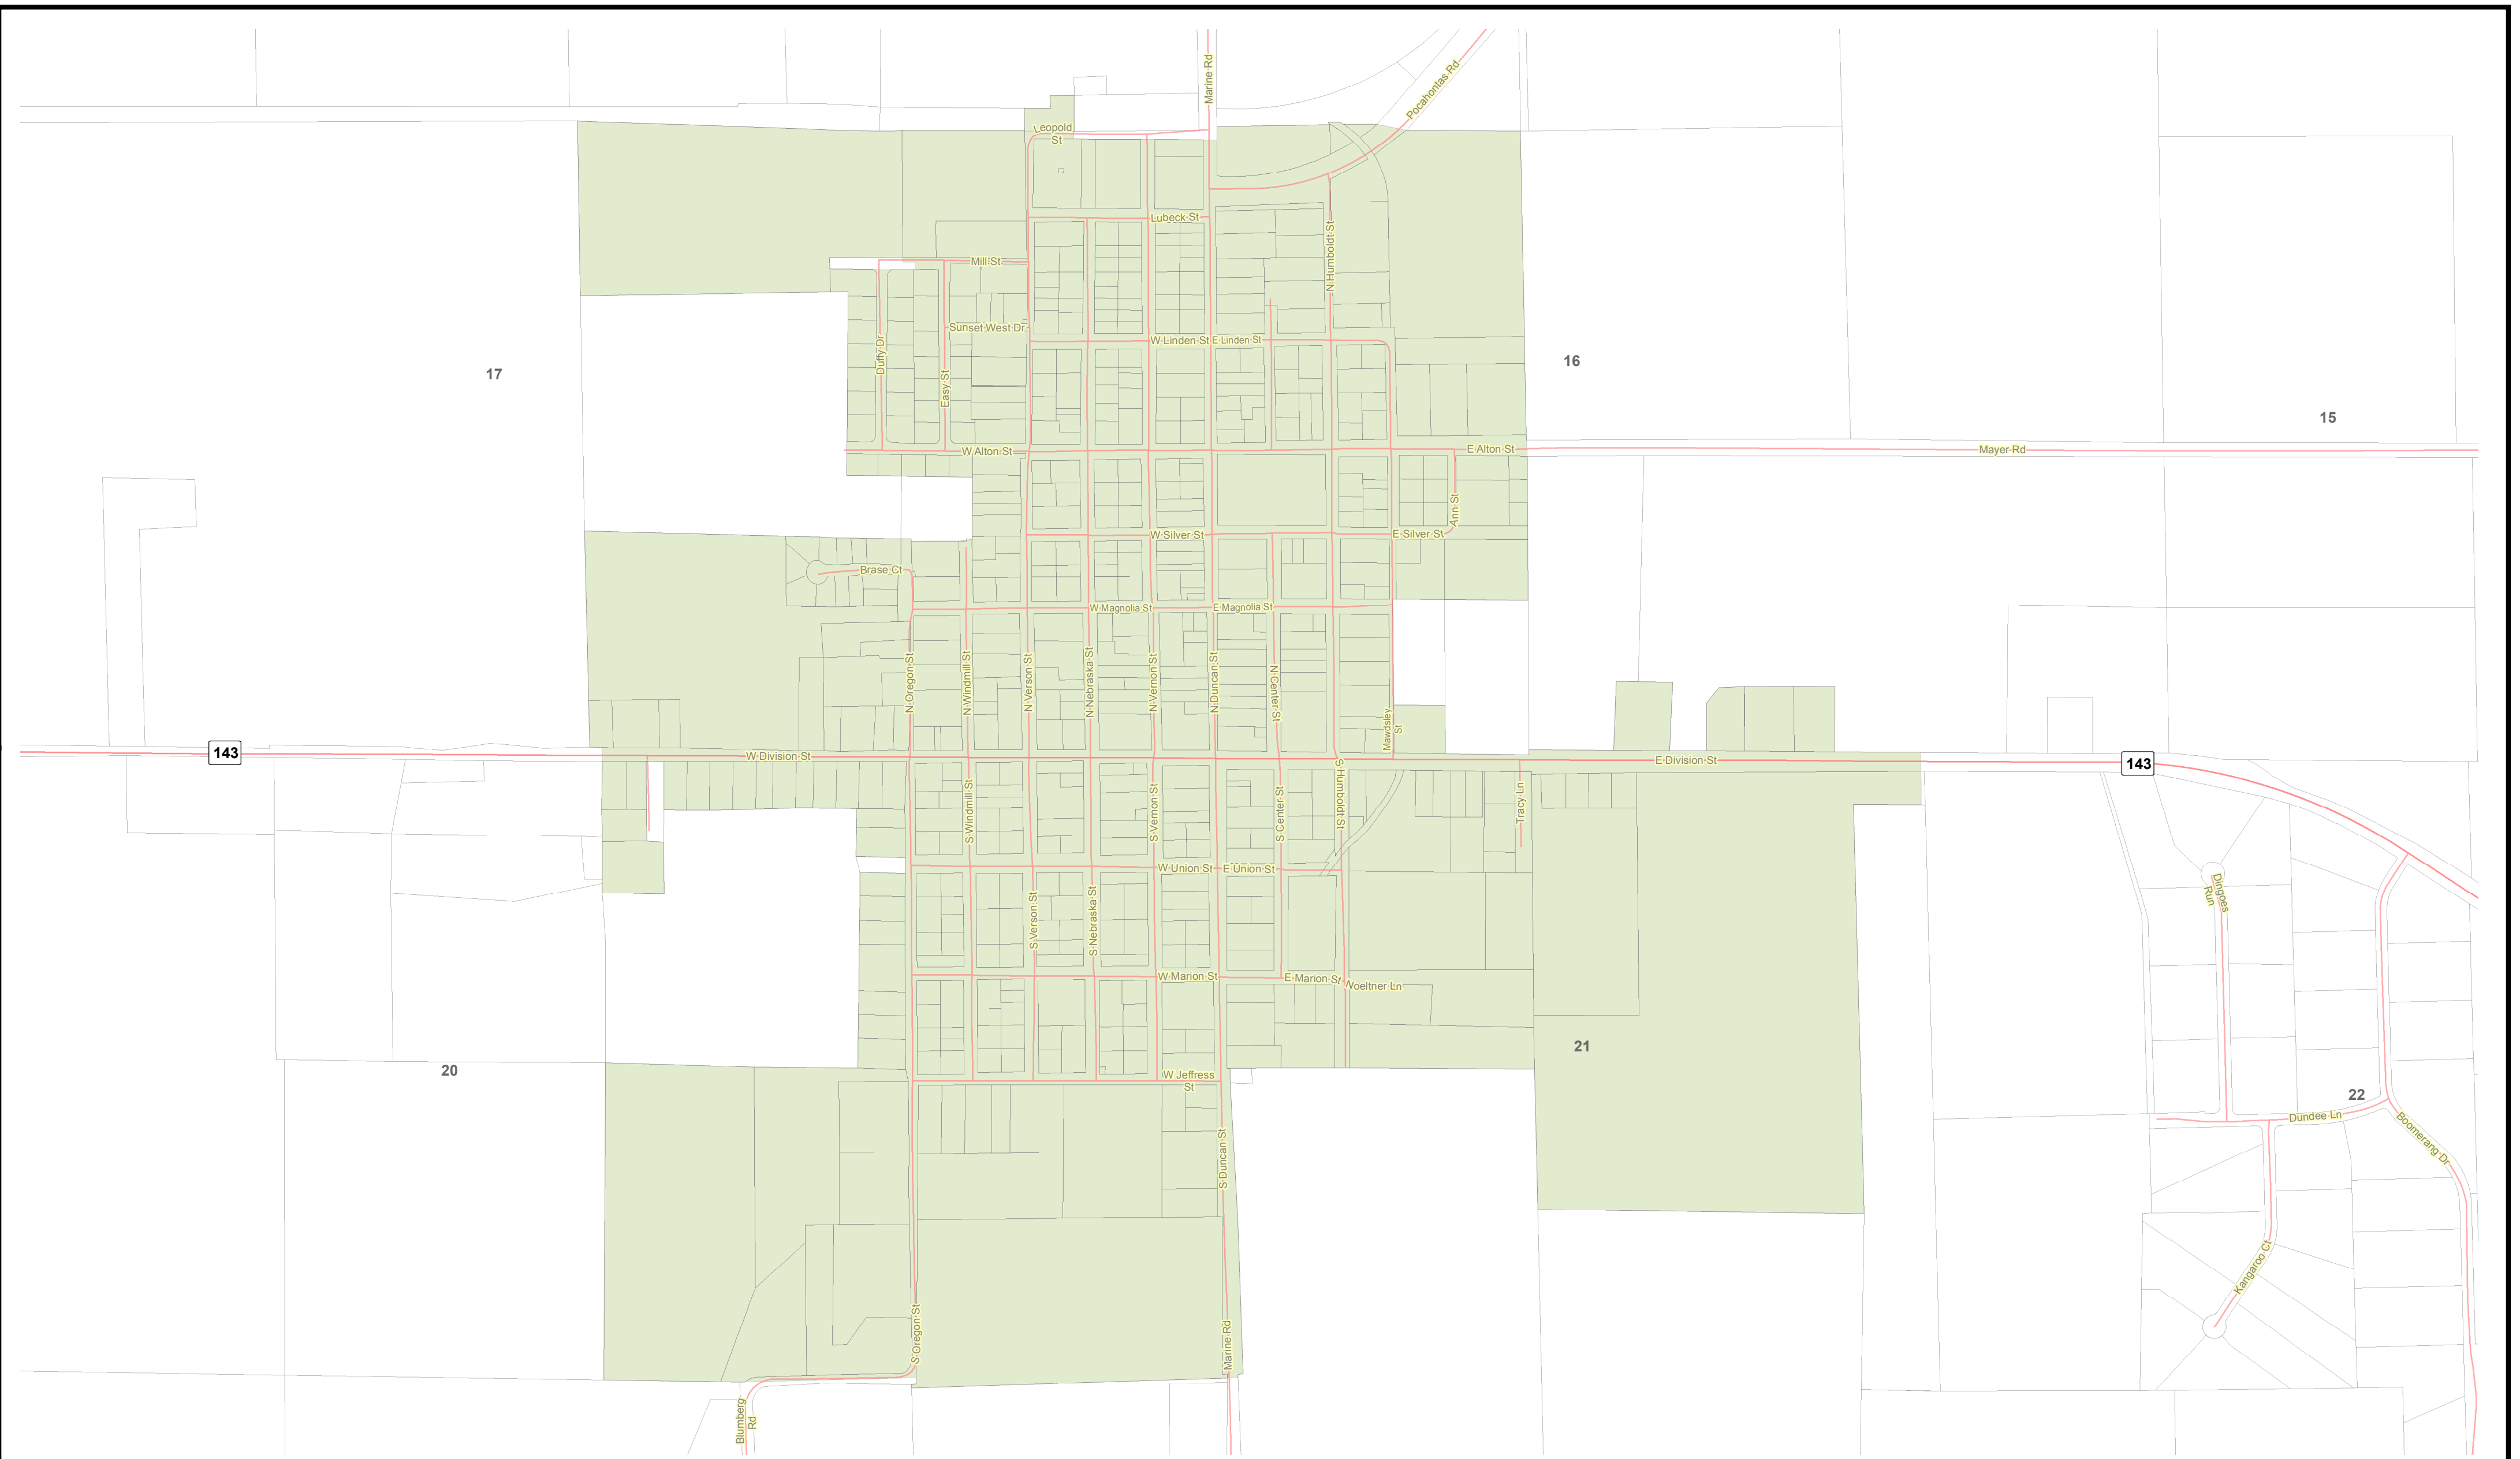 Marine Rd
Pocahontas Rd
Leopold
St
Lubeck St
N Humboldt St
Mill St
Sunset West Dr
W Linden St
E Linden St
Duffy Dr
Easy St
16
17
15
W Alton St
E Alton St
Mayer Rd
Ann St
W Silver St
E Silver St
Brase Ct
W Magnolia St
E Magnolia St
N Oregon St
N Windmill St
N Verson St
N Nebraska St
N Vernon St
N Duncan St
N Center St
Mawdsley
St
143
W Division St
E Division St
143
S Windmill St
S Vernon St
S Center St
S Humboldt St
Tracy Ln
W Union St
E Union St
Dingoes
Run
S Verson St
S Nebraska St
W Marion St
E Marion St
Woeltner Ln
21
20
W Jeffress
St
22
Dundee Ln
Boomerang Dr
S Duncan St
Kangaroo Ct
S Oregon St
Marine Rd
Blumberg
Rd